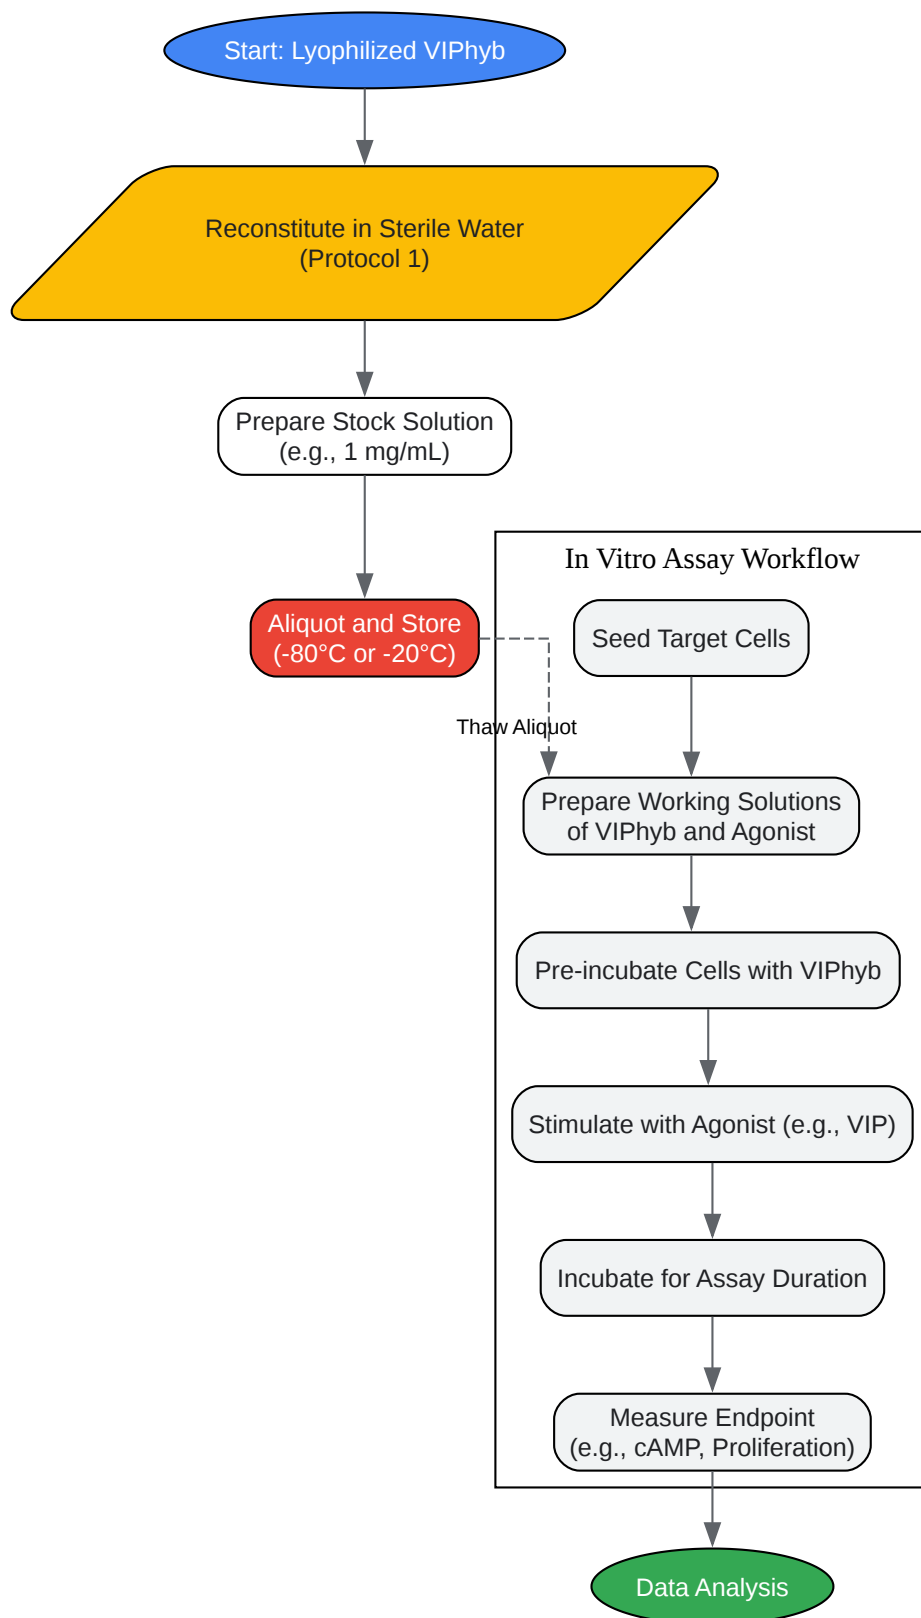 Start: Lyophilized VIPhyb
Reconstitute in Sterile Water
(Protocol 1)
Prepare Stock Solution
(e.g., 1 mg/mL)
Aliquot and Store
(-80°C or -20°C)
Thaw Aliquot
In Vitro Assay Workflow
Seed Target Cells
Prepare Working Solutions
of VIPhyb and Agonist
Pre-incubate Cells with VIPhyb
Stimulate with Agonist (e.g., VIP)
Incubate for Assay Duration
Measure Endpoint
(e.g., cAMP, Proliferation)
Data Analysis